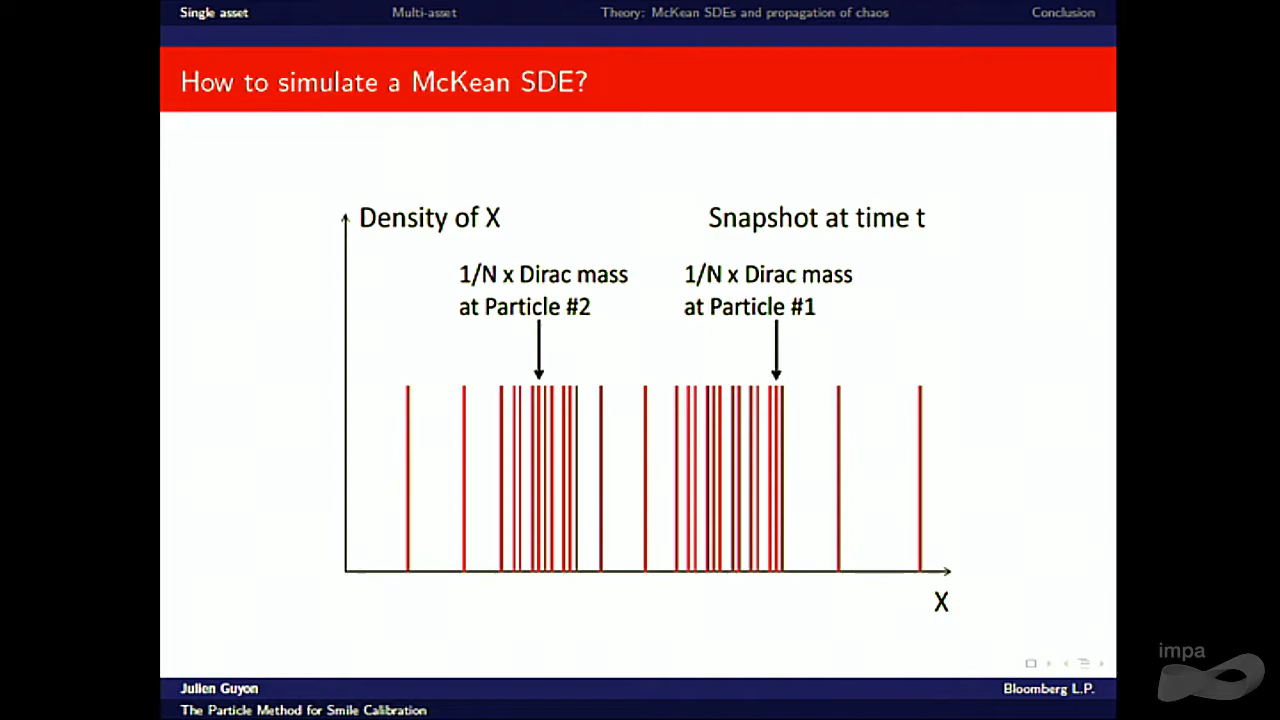 Single asset Multi-asset Theory: McKean SDEs and propagation of chaos Conclusion
How to simulate a McKean SDE?
Density of X Snapshot at time t
1/N x Dirac mass
at Particle #2
1/N x Dirac mass
at Particle #1
X
impa
Julien Guyon Bloomberg L.P.
The Particle Method for Smile Calibration